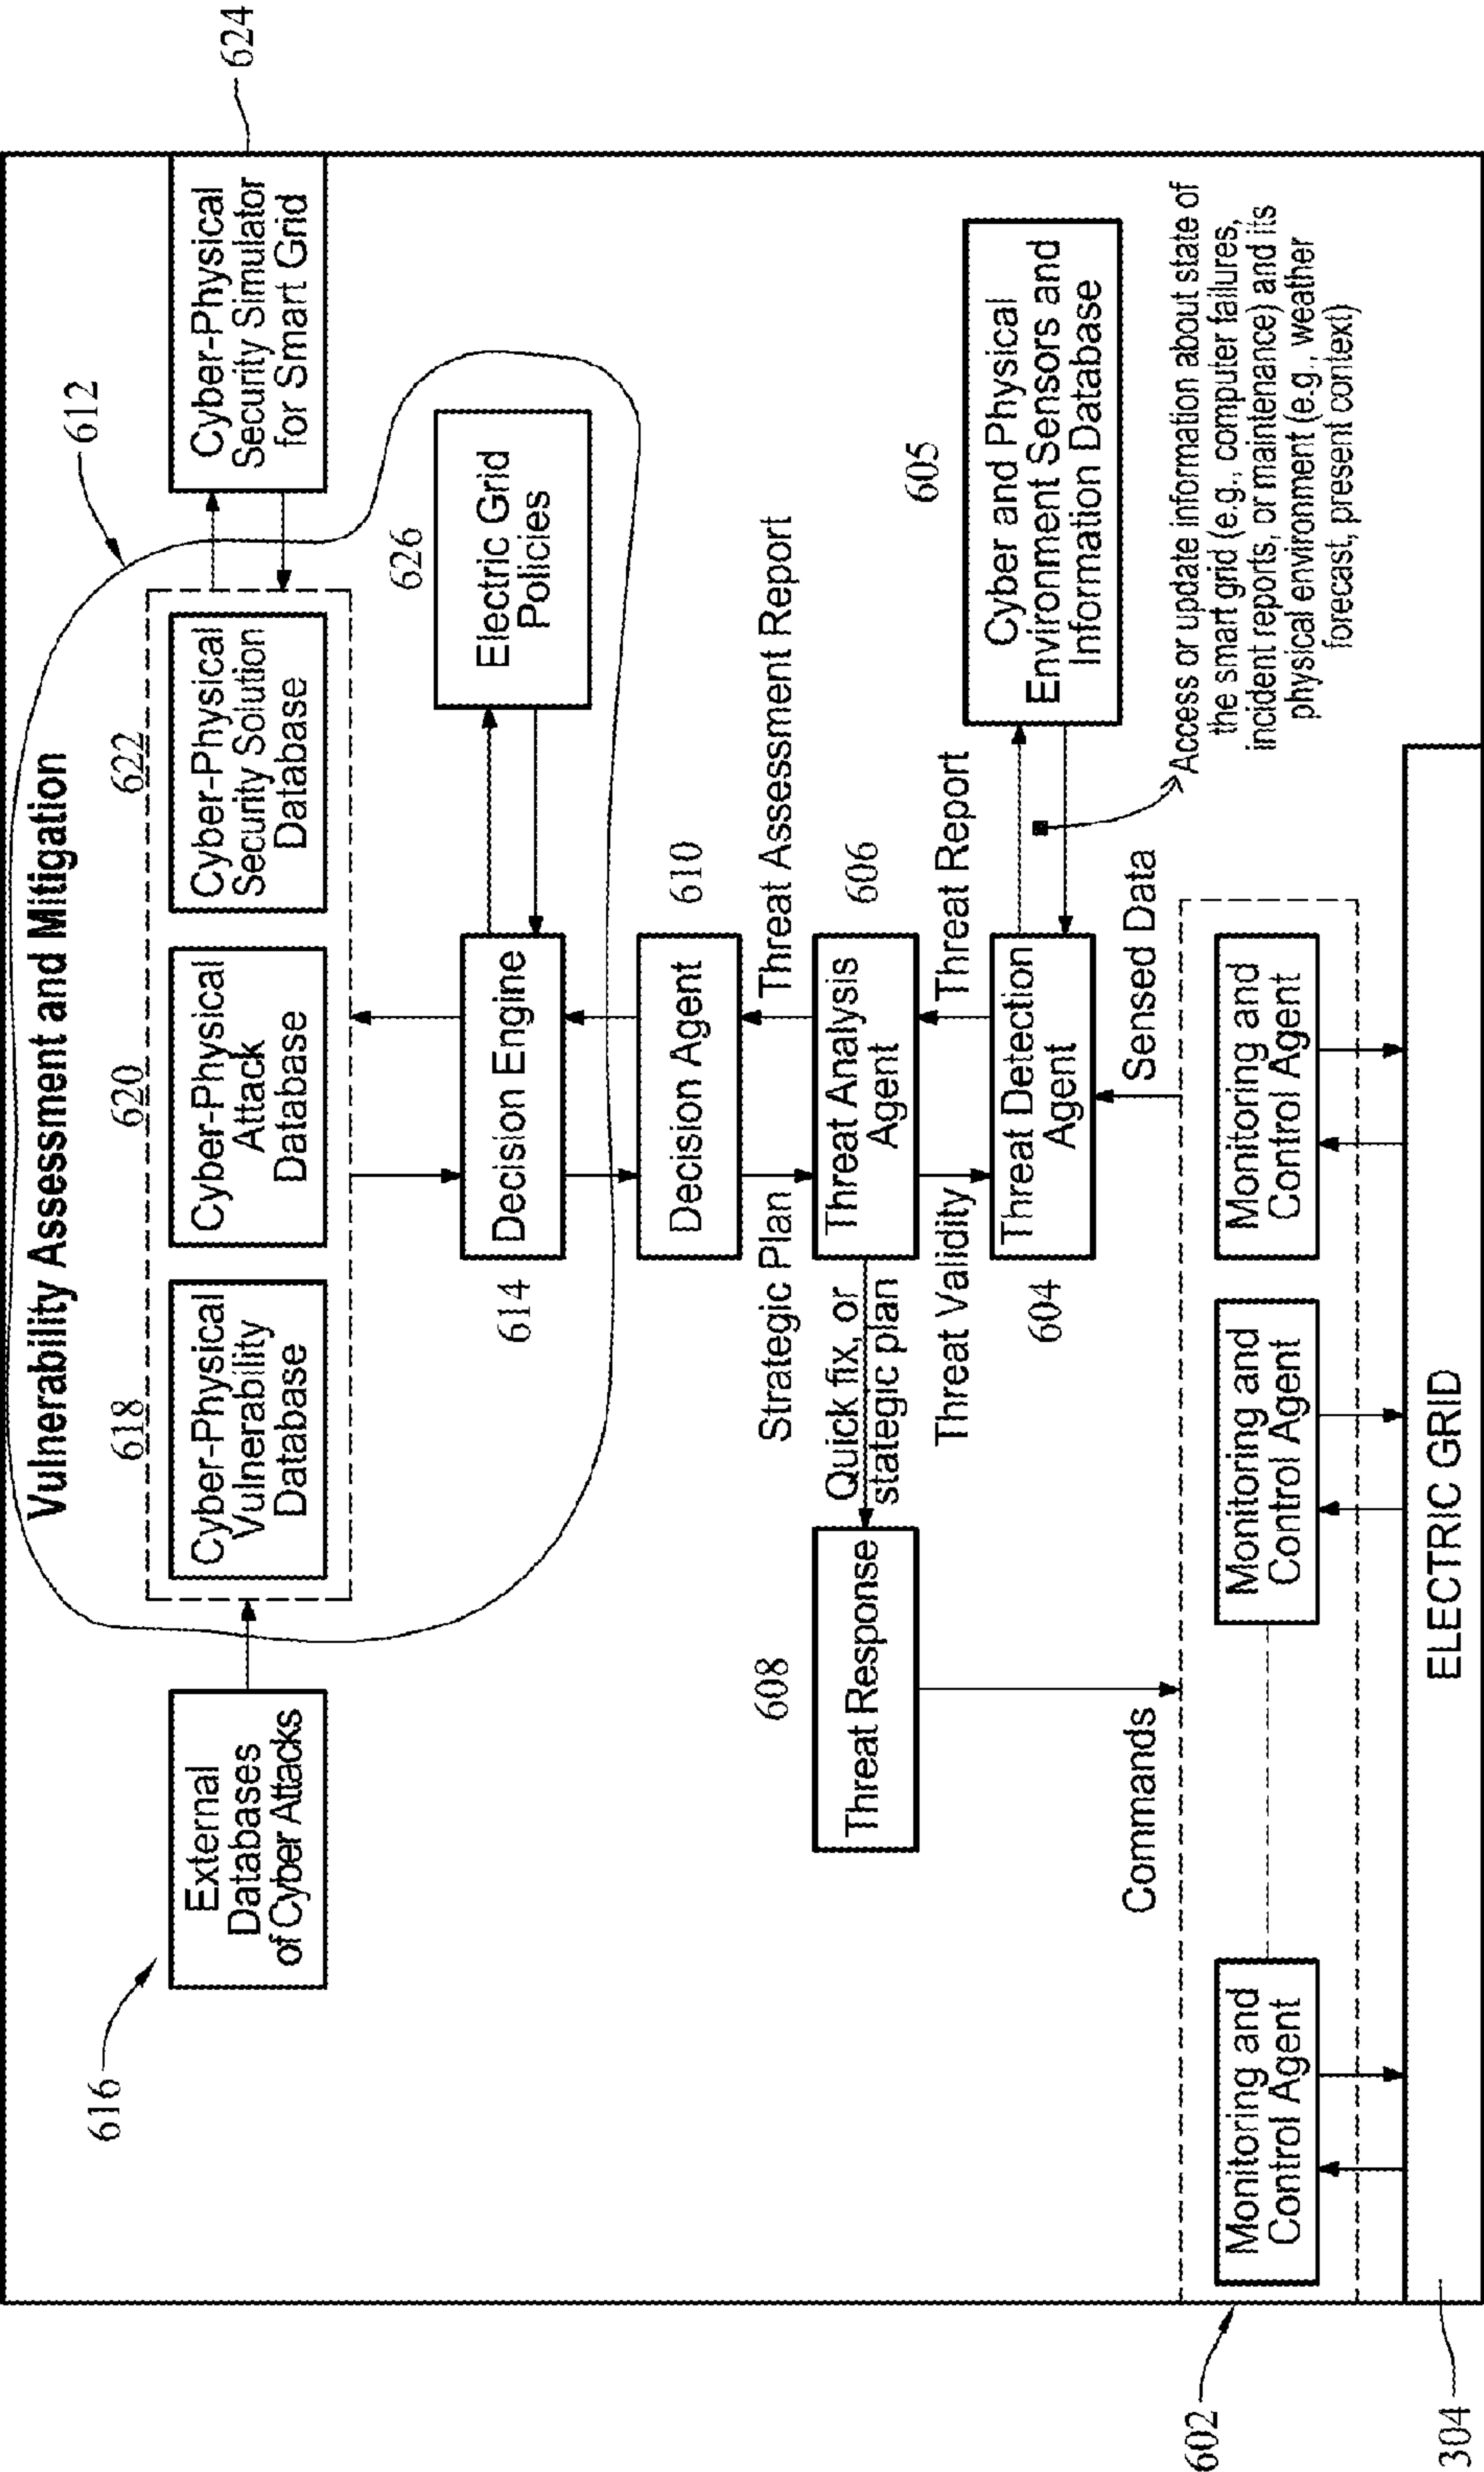 Vulnerability Assessment and Mitigation
612
624
616
External
Databases
of Cyber Attacks
618
Cyber-Physical
Vulnerability
Database
620
Cyber-Physical
Attack
Database
622
Cyber-Physical
Security Solution
Database
Cyber-Physical
Security Simulator
for Smart Grid
614
Decision Engine
626
Electric Grid
Policies
Decision Agent
610
Strategic Plan
Threat Assessment Report
608
Threat Response
Quick fix, or
stategic plan
Threat Analysis
Agent
606
Threat Validity
Threat Report
604
Threat Detection
Agent
605
Cyber and Physical
Environment Sensors and
Information Database
Commands
Sensed Data
Access or update information about state of
the smart grid (e.g., computer failures,
incident reports, or maintenance) and its
physical environment (e.g., weather
forecast, present context)
602
Monitoring and
Control Agent
Monitoring and
Control Agent
Monitoring and
Control Agent
304
ELECTRIC GRID